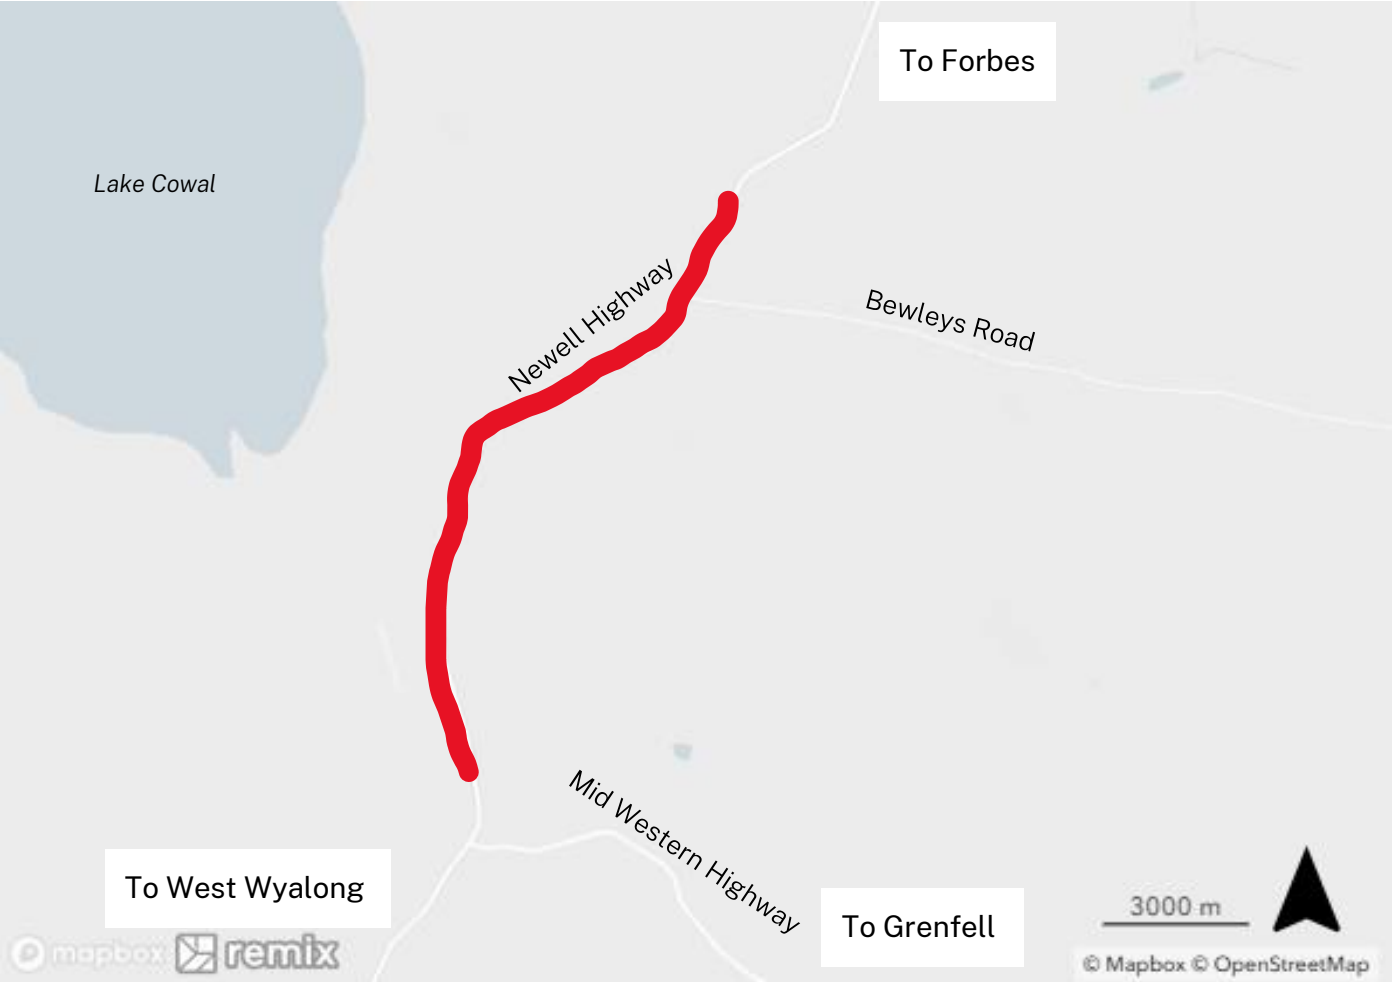 To Forbes
Lake Cowal
Newell Highway
Bewleys Road
Mid Western Highway
To West Wyalong
To Grenfell
3000 m
mapbox remix
© Mapbox © OpenStreetMap